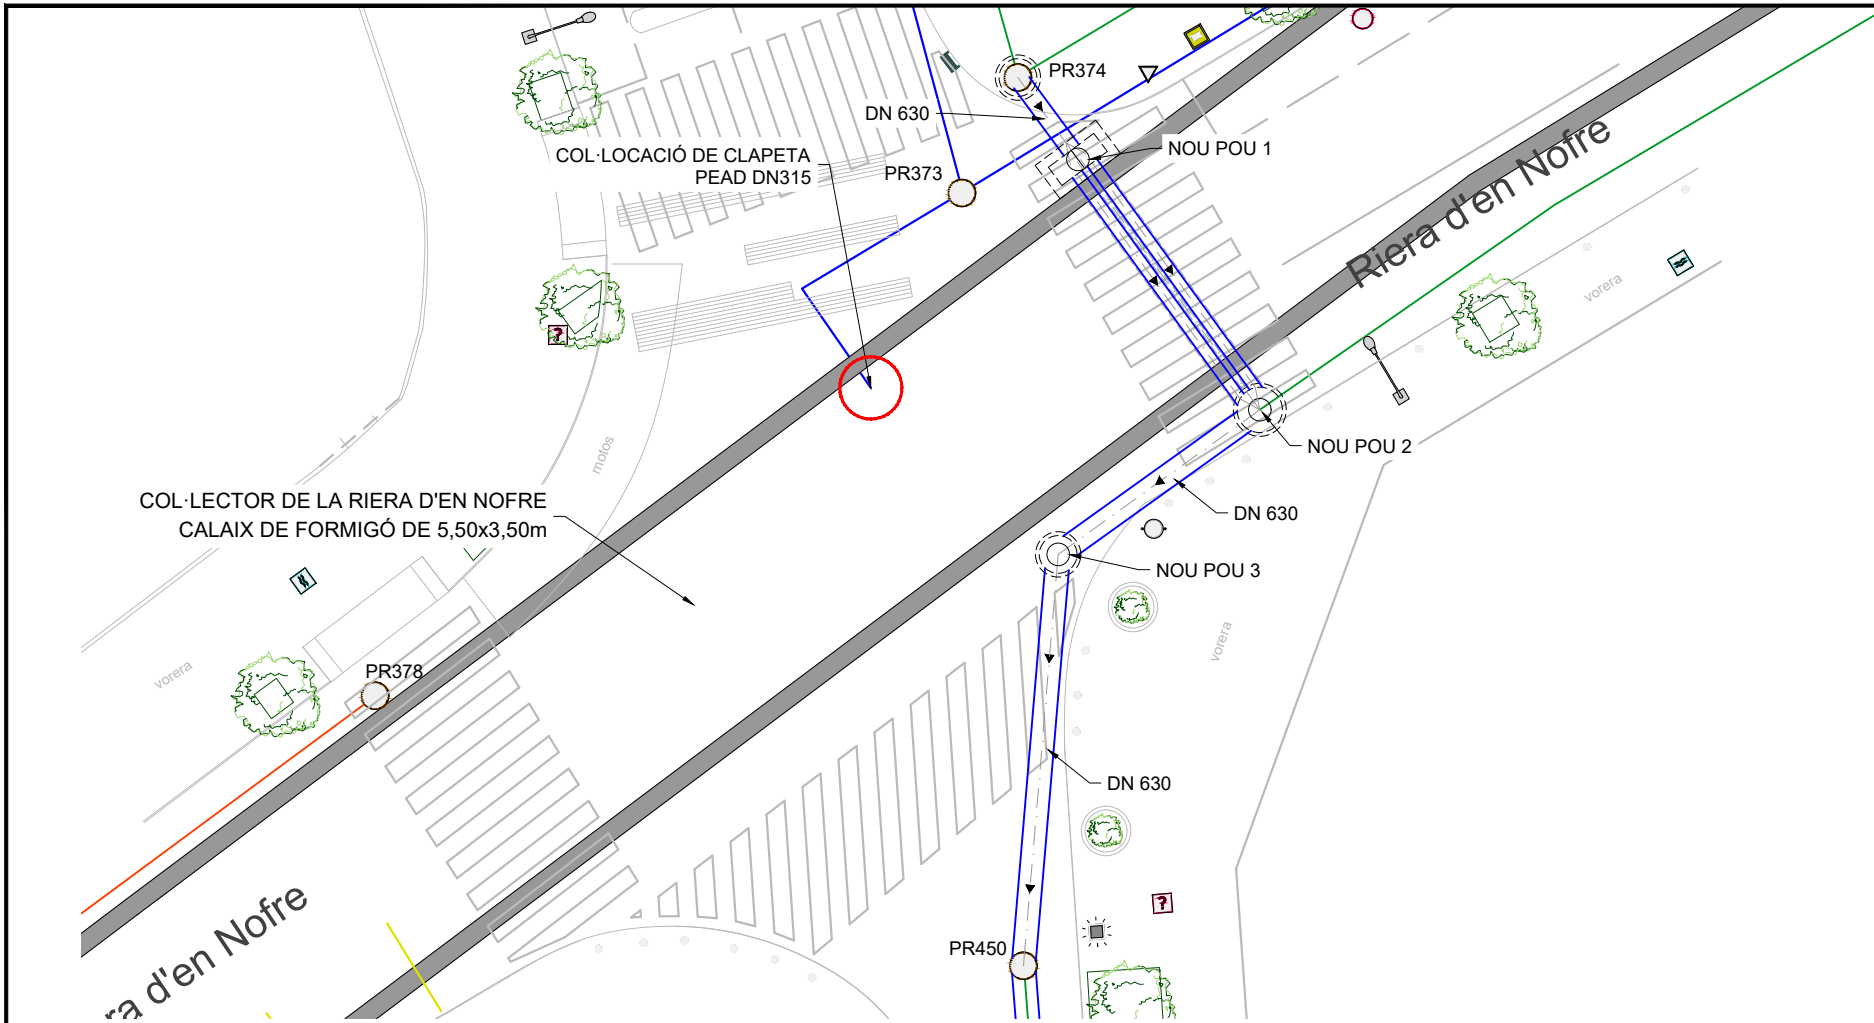 PR374
DN 630
NOU POU 1
COL·LOCACIÓ DE CLAPETA
PEAD DN315
PR373
Riera d'en Nofre
vorera
?
motos
NOU POU 2
COL·LECTOR DE LA RIERA D'EN NOFRE
CALAIX DE FORMIGÓ DE 5,50x3,50m
DN 630
NOU POU 3
vorera
vorera
PR378
DN 630
?
ra d'en Nofre
PR450